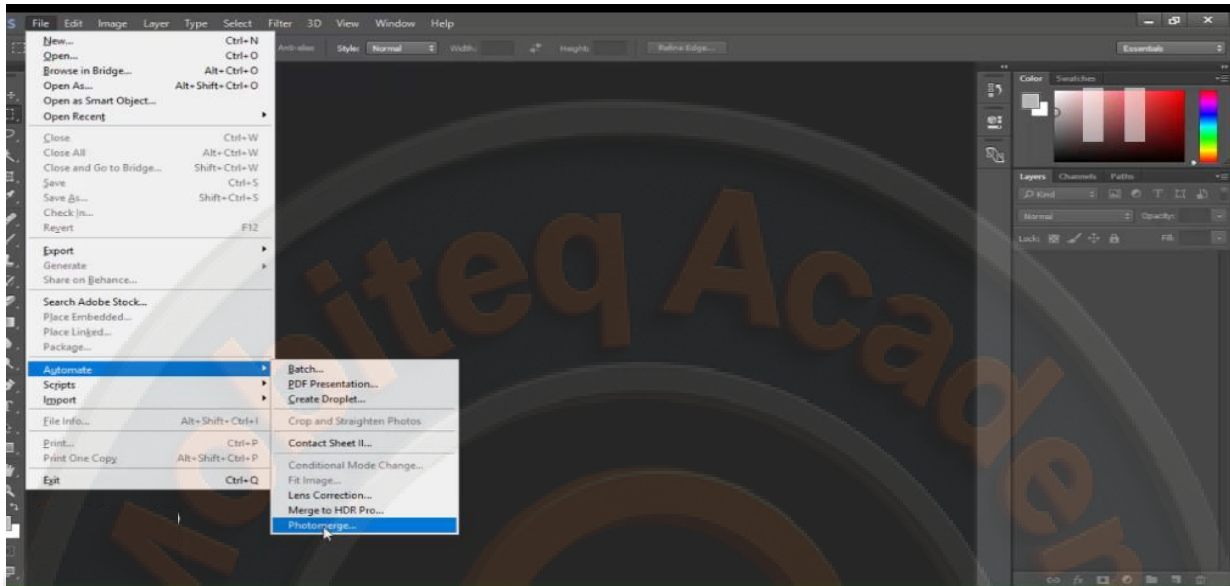 File Edit Image Layer Type Select Filter 3D View Window Help
Anti-alias Style: Normal Width: Height: Refine Edge... Essentials
New... Ctrl+N
Open... Ctrl+O
Browse in Bridge... Alt+Ctrl+O
Open As... Alt+Shift+Ctrl+O
Open as Smart Object...
Open Recent
Close Ctrl+W
Close All Alt+Ctrl+W
Close and Go to Bridge... Shift+Ctrl+W
Save Ctrl+S
Save As... Shift+Ctrl+S
Check In...
Revert F12
Export
Generate
Share on Behance...
Search Adobe Stock...
Place Embedded...
Place Linked...
Package...
Automate
Scripts
Import
File Info... Alt+Shift+Ctrl+I
Print... Ctrl+P
Print One Copy Alt+Shift+Ctrl+P
Exit Ctrl+Q
Batch...
PDF Presentation...
Create Droplet...
Crop and Straighten Photos
Contact Sheet II...
Conditional Mode Change...
Fit Image...
Lens Correction...
Merge to HDR Pro...
Photomerge...
Color Swatches
Layers Channels Paths
Kind
Normal Opacity:
Lock: Fill: